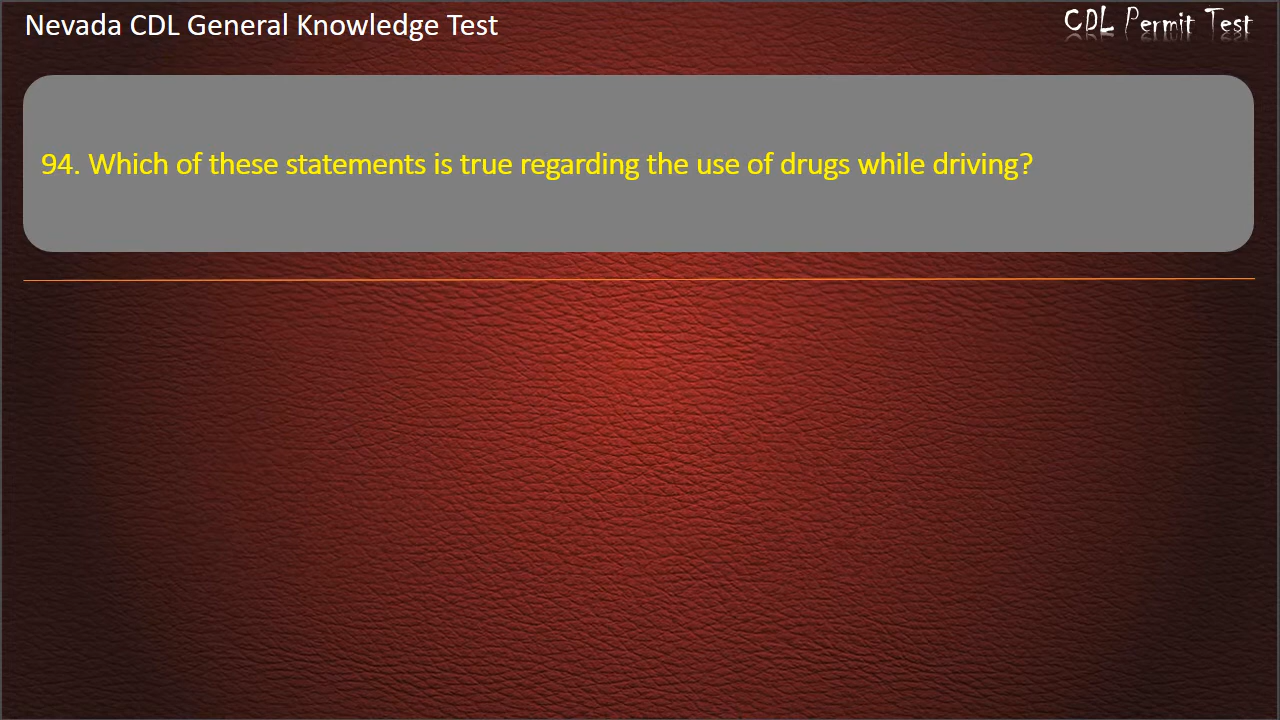 Nevada CDL General Knowledge Test
CDL Permit Test
94. Which of these statements is true regarding the use of drugs while driving?